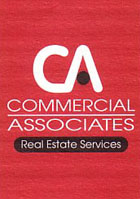 CA
COMMERCIAL
ASSOCIATES
Real Estate Services